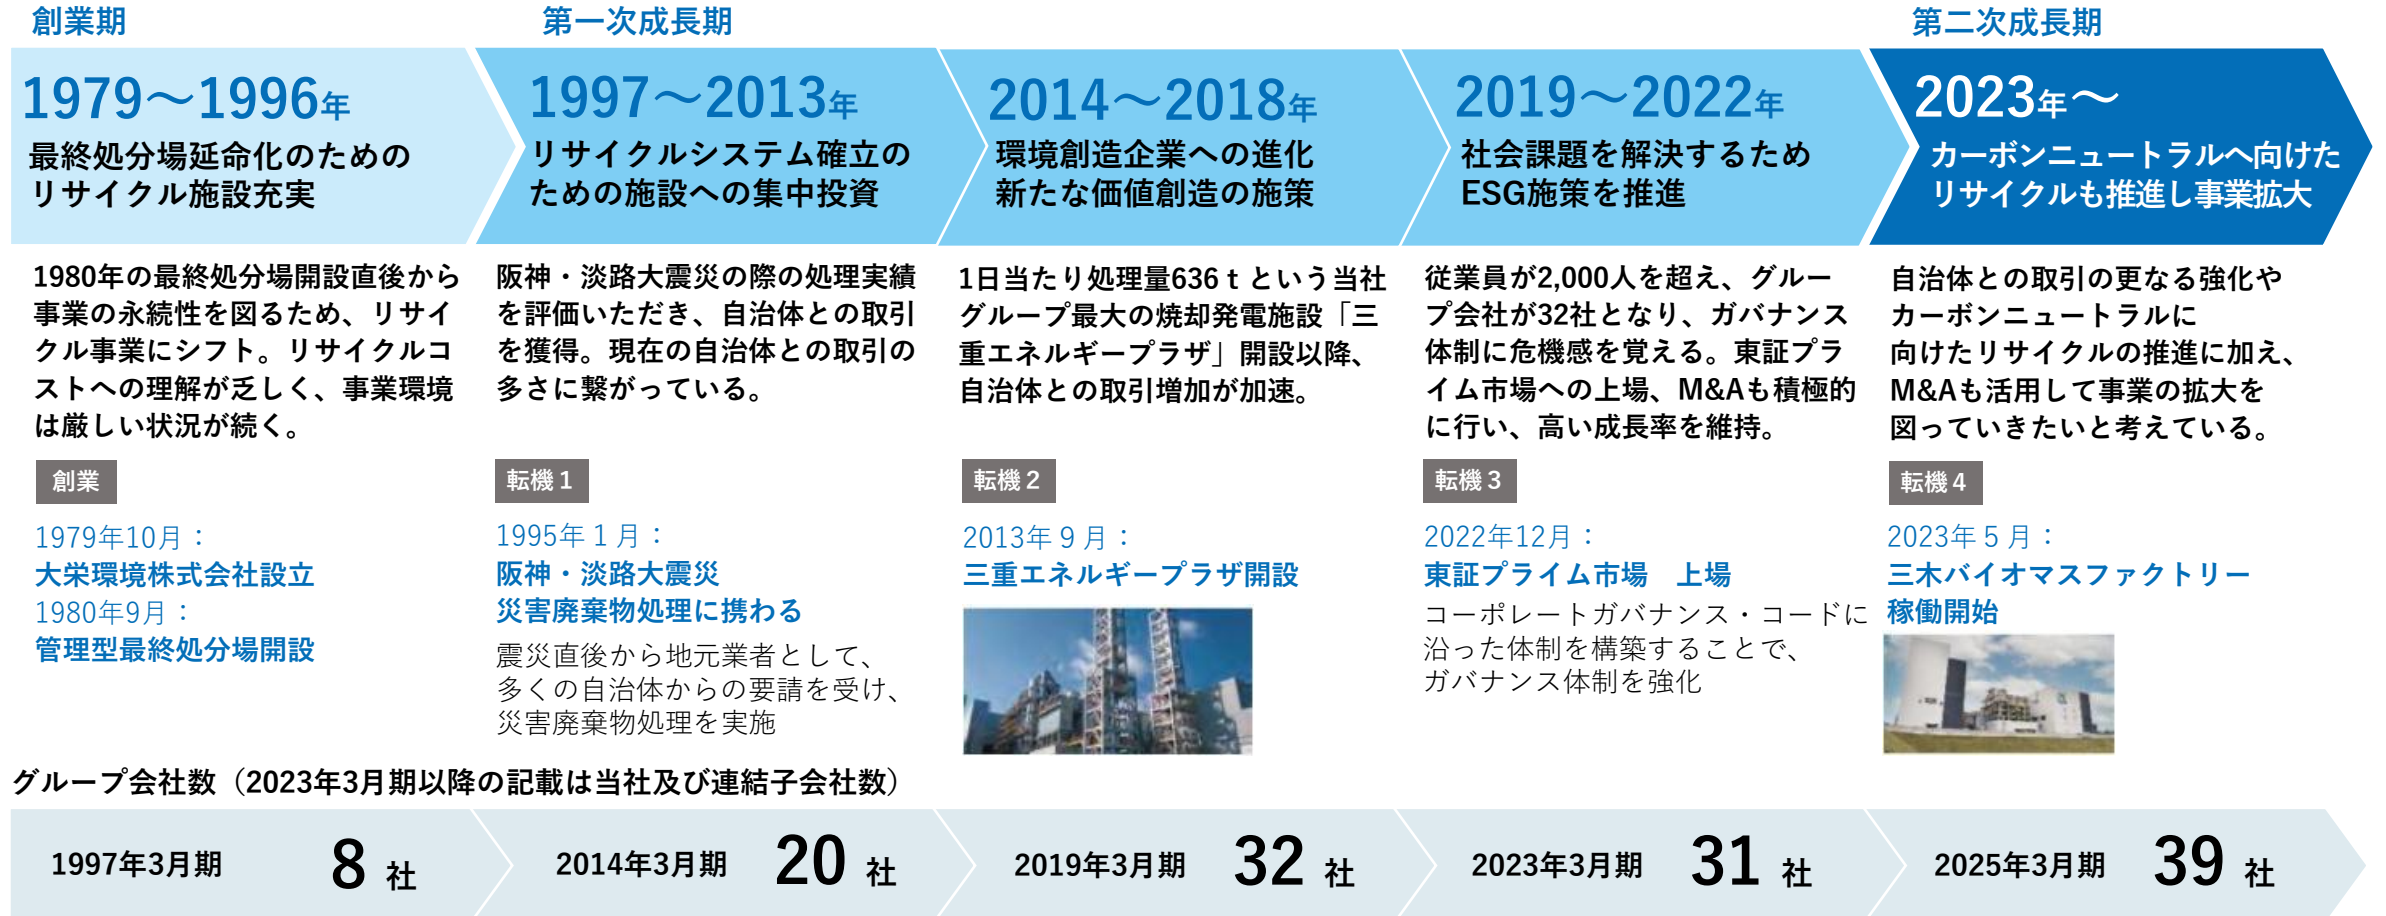 創業期
第一次成長期
第二次成長期
1979～1996年
最終処分場延命化のための
リサイクル施設充実
1997～2013年
リサイクルシステム確立の
ための施設への集中投資
2014～2018年
環境創造企業への進化
新たな価値創造の施策
2019～2022年
社会課題を解決するため
ESG施策を推進
2023年～
カーボンニュートラルへ向けた
リサイクルも推進し事業拡大
1980年の最終処分場開設直後から
事業の永続性を図るため、リサイ
クル事業にシフト。リサイクルコ
ストへの理解が乏しく、事業環境
は厳しい状況が続く。
創業
1979年10月：
大栄環境株式会社設立
1980年9月：
管理型最終処分場開設
阪神・淡路大震災の際の処理実績
を評価いただき、自治体との取引
を獲得。現在の自治体との取引の
多さに繋がっている。
転機１
1995年１月：
阪神・淡路大震災
災害廃棄物処理に携わる
震災直後から地元業者として、
多くの自治体からの要請を受け、
災害廃棄物処理を実施
1日当たり処理量636ｔという当社
グループ最大の焼却発電施設「三
重エネルギープラザ」開設以降、
自治体との取引増加が加速。
転機２
2013年９月：
三重エネルギープラザ開設
従業員が2,000人を超え、グルー
プ会社が32社となり、ガバナンス
体制に危機感を覚える。東証プラ
イム市場への上場、M&Aも積極的
に行い、高い成長率を維持。
転機３
2022年12月：
東証プライム市場　上場
コーポレートガバナンス・コードに
沿った体制を構築することで、
ガバナンス体制を強化
自治体との取引の更なる強化や
カーボンニュートラルに
向けたリサイクルの推進に加え、
M&Aも活用して事業の拡大を
図っていきたいと考えている。
転機４
2023年５月：
三木バイオマスファクトリー
稼働開始
グループ会社数（2023年3月期以降の記載は当社及び連結子会社数）
1997年3月期 8 社
2014年3月期 20 社
2019年3月期 32 社
2023年3月期 31 社
2025年3月期 39 社